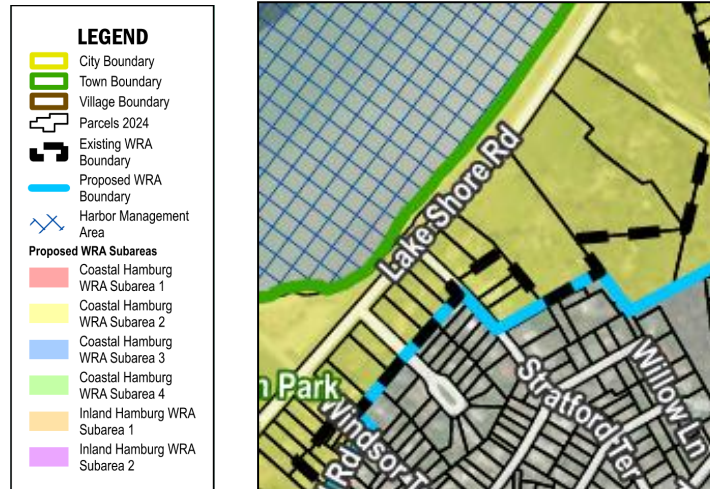 LEGEND
City Boundary
Town Boundary
Village Boundary
Parcels 2024
Existing WRA
Boundary
Proposed WRA
Boundary
Harbor Management
Area
Proposed WRA Subareas
Coastal Hamburg
WRA Subarea 1
Coastal Hamburg
WRA Subarea 2
Coastal Hamburg
WRA Subarea 3
Coastal Hamburg
WRA Subarea 4
Inland Hamburg WRA
Subarea 1
Inland Hamburg WRA
Subarea 2
Lake Shore Rd
n Park
Windsor T
Rd
Stratford Ter
Willow Ln